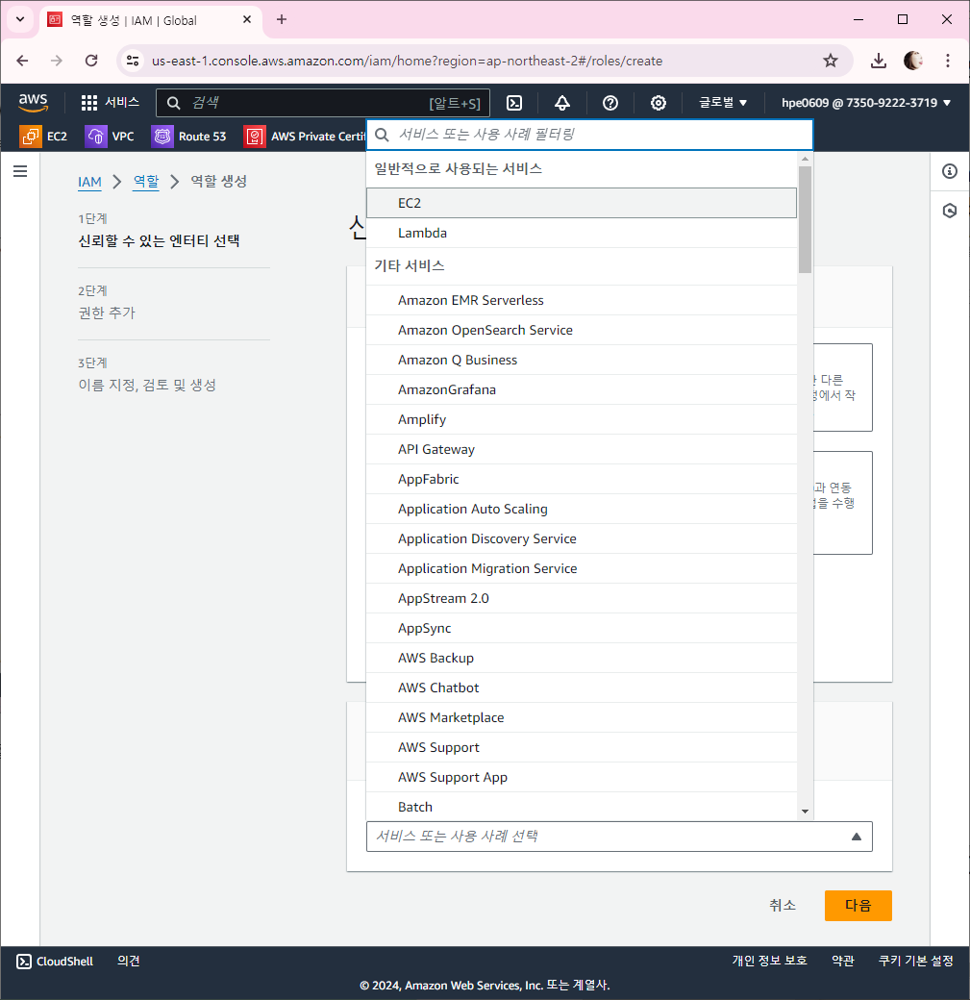 역할 생성 | IAM | Global
us-east-1.console.aws.amazon.com/iam/home?region=ap-northeast-2#/roles/create
aws
서비스
검색
[알트+S]
글로벌
hpe0609 @ 7350-9222-3719
EC2
VPC
Route 53
AWS Private Certif
서비스 또는 사용 사례 필터링
IAM
역할
역할 생성
1단계
신뢰할 수 있는 엔터티 선택
2단계
권한 추가
3단계
이름 지정, 검토 및 생성
일반적으로 사용되는 서비스
EC2
Lambda
기타 서비스
Amazon EMR Serverless
Amazon OpenSearch Service
Amazon Q Business
AmazonGrafana
Amplify
API Gateway
AppFabric
Application Auto Scaling
Application Discovery Service
Application Migration Service
AppStream 2.0
AppSync
AWS Backup
AWS Chatbot
AWS Marketplace
AWS Support
AWS Support App
Batch
다른
에서 작
과 연동
을 수행
서비스 또는 사용 사례 선택
취소
다음
CloudShell
의견
개인 정보 보호
약관
쿠키 기본 설정
© 2024, Amazon Web Services, Inc. 또는 계열사.